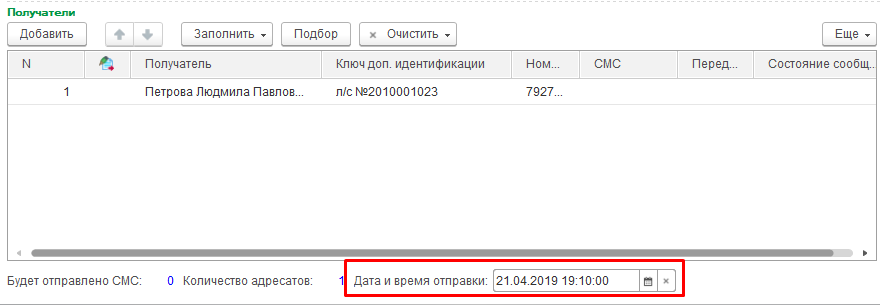 Получатели
Добавить Заполнить Подбор × Очистить Еще
N Получатель Ключ доп. идентификации Ном... СМС Перед... Состояние сообщ...
1 Петрова Людмила Павлов... л/с №2010001023 7927...
Будет отправлено СМС: 0 Количество адресатов: 1 Дата и время отправки: 21.04.2019 19:10:00 ×